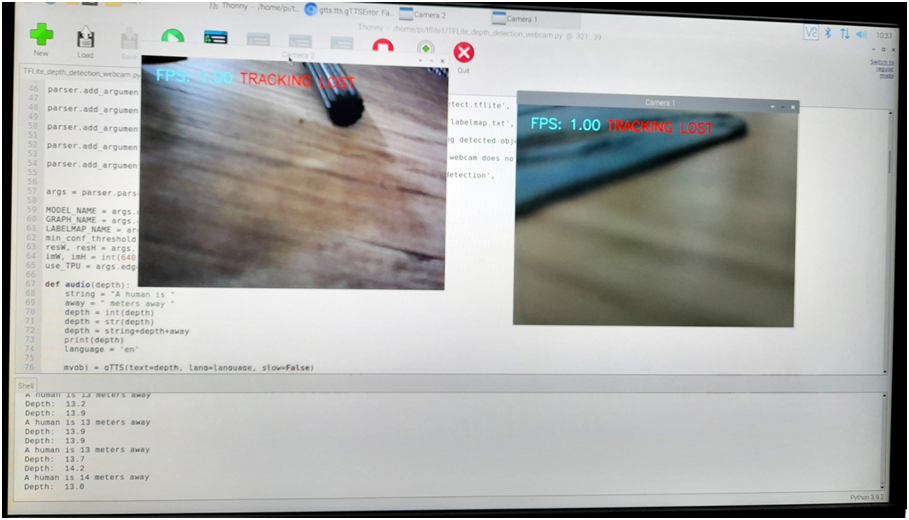 Thonny - /home/pi/t...
gtts.tts.gTTSError: Fa...
Camera 2
Camera 1
Thonny - /home/pi/tflite1/TFLite_depth_detection_webcam.py @ 321 : 39
V2
10:33
New
Load
Save
Quit
Switch to
regular
mode
TFLite_depth_detection_webcam.py
Camera 2
FPS: 1.00 TRACKING LOST
Camera 1
FPS: 1.00 TRACKING LOST
46 parser.add_argumen
47
48 parser.add_argumen
49
50 parser.add_argumen
51
52 parser.add_argumen
53
54 parser.add_argumen
55
56
57 args = parser.pars
58
59 MODEL_NAME = args.
60 GRAPH_NAME = args.
61 LABELMAP_NAME = ar
62 min_conf_threshold
63 resW, resH = args.
64 imW, imH = int(640
65 use_TPU = args.edg
66
67 def audio(depth):
68 string = "A human is "
69 away = " meters away "
70 depth = int(depth)
71 depth = str(depth)
72 depth = string+depth+away
73 print(depth)
74 language = 'en'
75
76 myobj = gTTS(text=depth, lang=language, slow=False)
etect.tflite',
labelmap.txt',
g detected obj
webcam does no
etection',
Shell
A human is 13 meters away
Depth: 13.2
Depth: 13.9
A human is 13 meters away
Depth: 13.9
Depth: 13.9
A human is 13 meters away
Depth: 13.7
Depth: 14.2
A human is 14 meters away
Depth: 13.0
Python 3.9.2